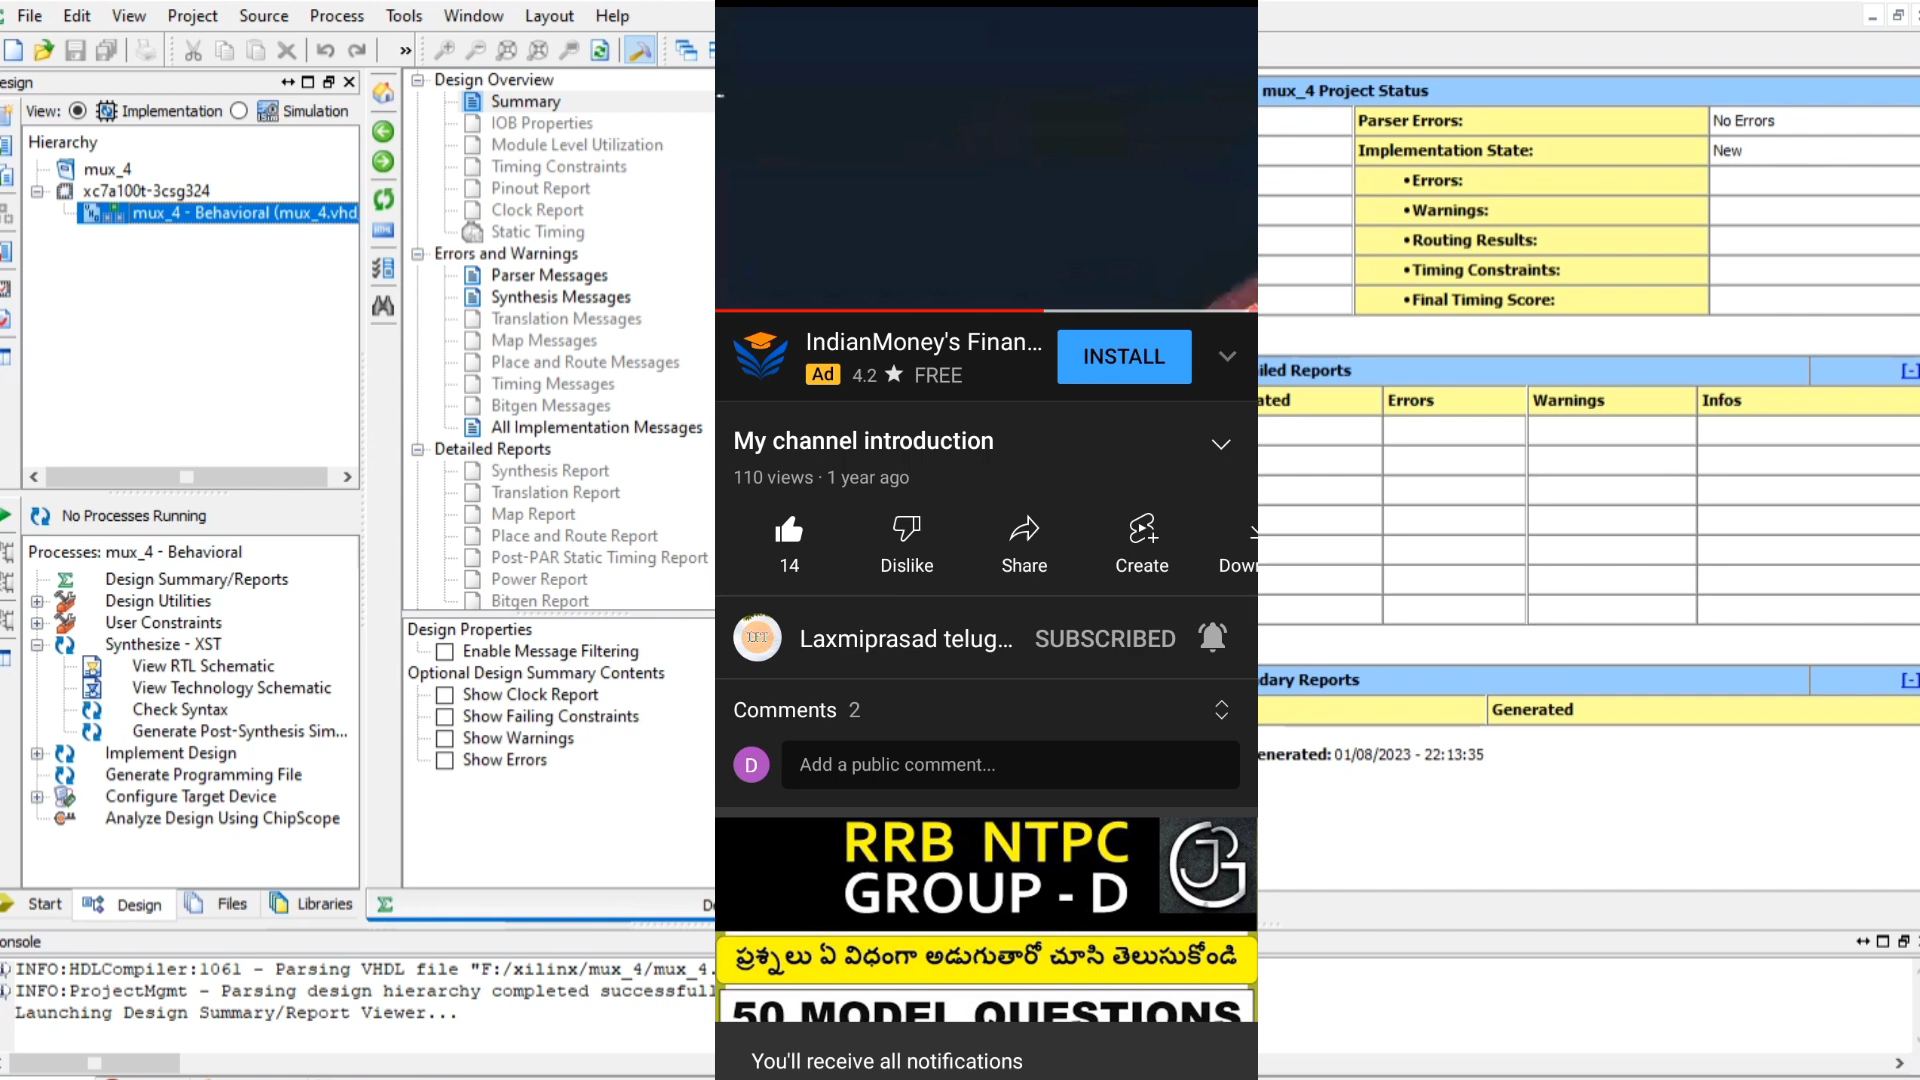 File Edit View Project Source Process Tools Window Layout Help
View: Implementation Simulation
Hierarchy
mux_4
xc7a100t-3csg324
mux_4 - Behavioral (mux_4.vhd
No Processes Running
Processes: mux_4 - Behavioral
Design Summary/Reports
Design Utilities
User Constraints
Synthesize - XST
View RTL Schematic
View Technology Schematic
Check Syntax
Generate Post-Synthesis Sim...
Implement Design
Generate Programming File
Configure Target Device
Analyze Design Using ChipScope
Start Design Files Libraries
Design Overview
Summary
IOB Properties
Module Level Utilization
Timing Constraints
Pinout Report
Clock Report
Static Timing
Errors and Warnings
Parser Messages
Synthesis Messages
Translation Messages
Map Messages
Place and Route Messages
Timing Messages
Bitgen Messages
All Implementation Messages
Detailed Reports
Synthesis Report
Translation Report
Map Report
Place and Route Report
Post-PAR Static Timing Report
Power Report
Bitgen Report
Design Properties
Enable Message Filtering
Optional Design Summary Contents
Show Clock Report
Show Failing Constraints
Show Warnings
Show Errors
INFO:HDLCompiler:1061 - Parsing VHDL file "F:/xilinx/mux_4/mux_4.
INFO:ProjectMgmt - Parsing design hierarchy completed successfull
Launching Design Summary/Report Viewer...
IndianMoney's Finan...
Ad 4.2 ★ FREE
INSTALL
My channel introduction
110 views · 1 year ago
14 Dislike Share Create Down
Laxmiprasad telug... SUBSCRIBED
Comments 2
D Add a public comment...
RRB NTPC
GROUP - D
ప్రశ్నలు ఏ విధంగా అడుగుతారో చూసి తెలుసుకోండి
50 MODEL QUESTIONS
You'll receive all notifications
mux_4 Project Status
Parser Errors: No Errors
Implementation State: New
•Errors:
•Warnings:
•Routing Results:
•Timing Constraints:
•Final Timing Score:
iled Reports [-]
ated Errors Warnings Infos
dary Reports [-]
Generated
enerated: 01/08/2023 - 22:13:35